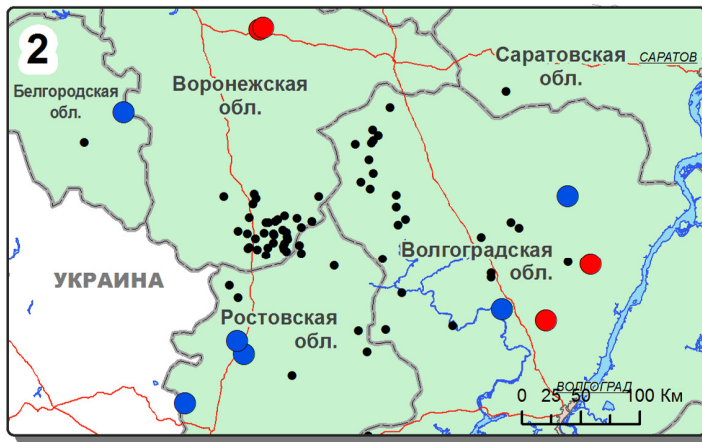 2
Саратовская
обл.
САРАТОВ
Воронежская
обл.
Белгородская
обл.
Волгоградская
обл.
УКРАИНА
Ростовская
обл.
ВОЛГОГРАД
0 25 50 100 Км